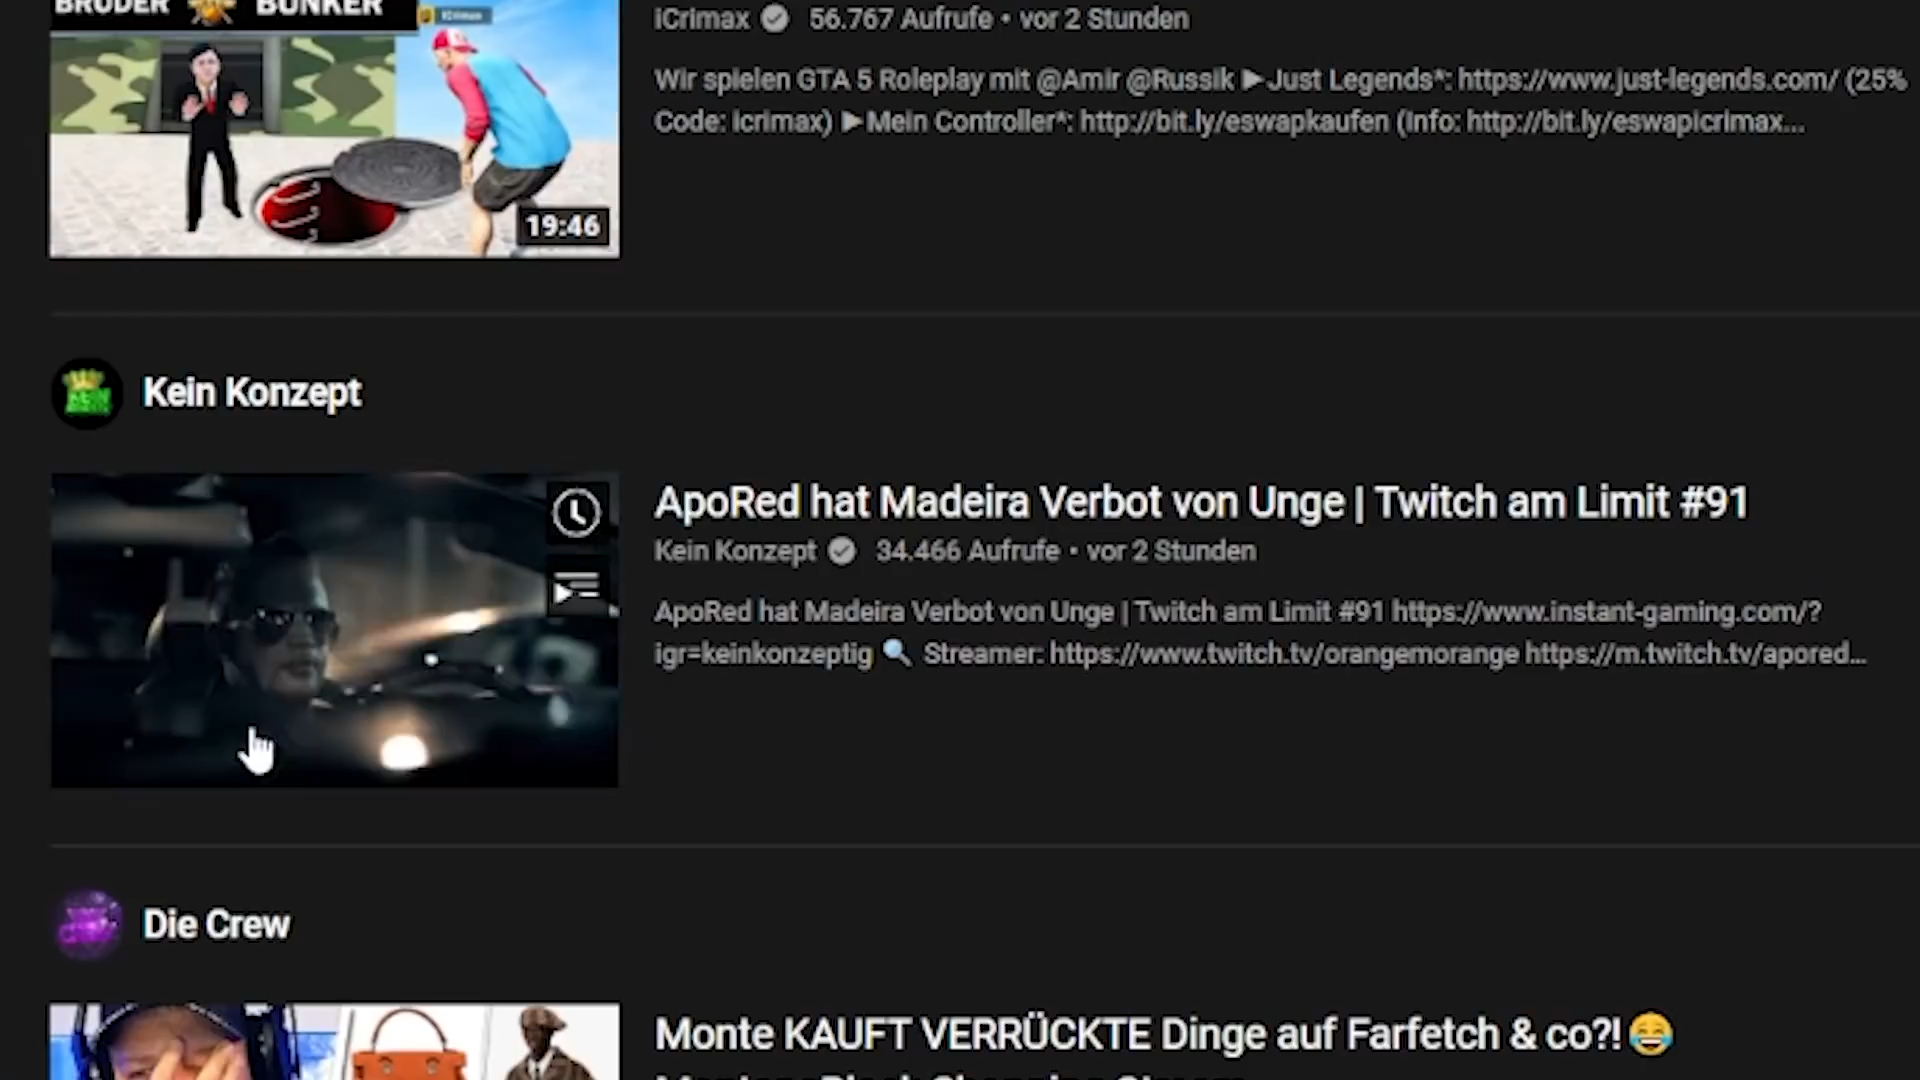 BRUDER BUNKER
iCrimax
iCrimax 56.767 Aufrufe • vor 2 Stunden
Wir spielen GTA 5 Roleplay mit @Amir @Russik ▶Just Legends*: https://www.just-legends.com/ (25%
Code: icrimax) ▶Mein Controller*: http://bit.ly/eswapkaufen (Info: http://bit.ly/eswapicrimax...
19:46
Kein Konzept
ApoRed hat Madeira Verbot von Unge | Twitch am Limit #91
Kein Konzept 34.466 Aufrufe • vor 2 Stunden
ApoRed hat Madeira Verbot von Unge | Twitch am Limit #91 https://www.instant-gaming.com/?
igr=keinkonzeptig 🔍 Streamer: https://www.twitch.tv/orangemorange https://m.twitch.tv/apored...
Die Crew
Monte KAUFT VERRÜCKTE Dinge auf Farfetch & co?!😂